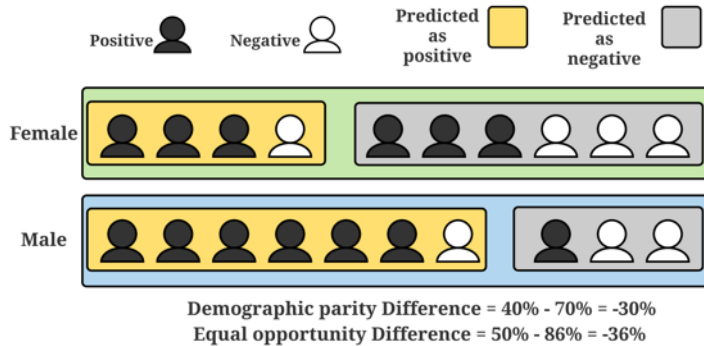 Positive
Negative
Predicted
as
positive
Predicted
as
negative
Female
Male
Demographic parity Difference = 40% - 70% = -30%
Equal opportunity Difference = 50% - 86% = -36%